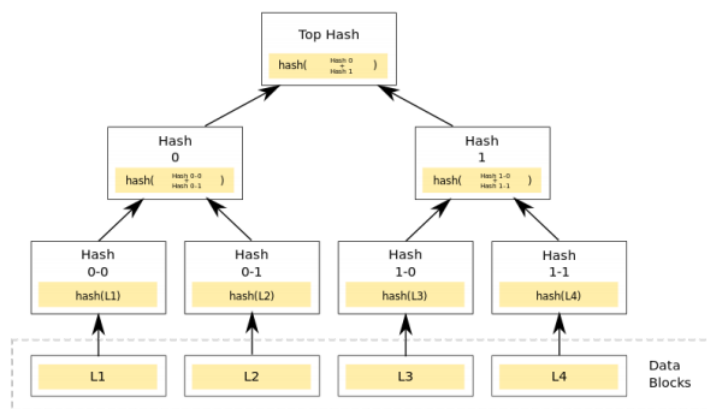 Top Hash
hash( Hash 0 + Hash 1 )
Hash
0
hash( Hash 0-0 + Hash 0-1 )
Hash
1
hash( Hash 1-0 + Hash 1-1 )
Hash
0-0
hash(L1)
Hash
0-1
hash(L2)
Hash
1-0
hash(L3)
Hash
1-1
hash(L4)
L1
L2
L3
L4
Data
Blocks